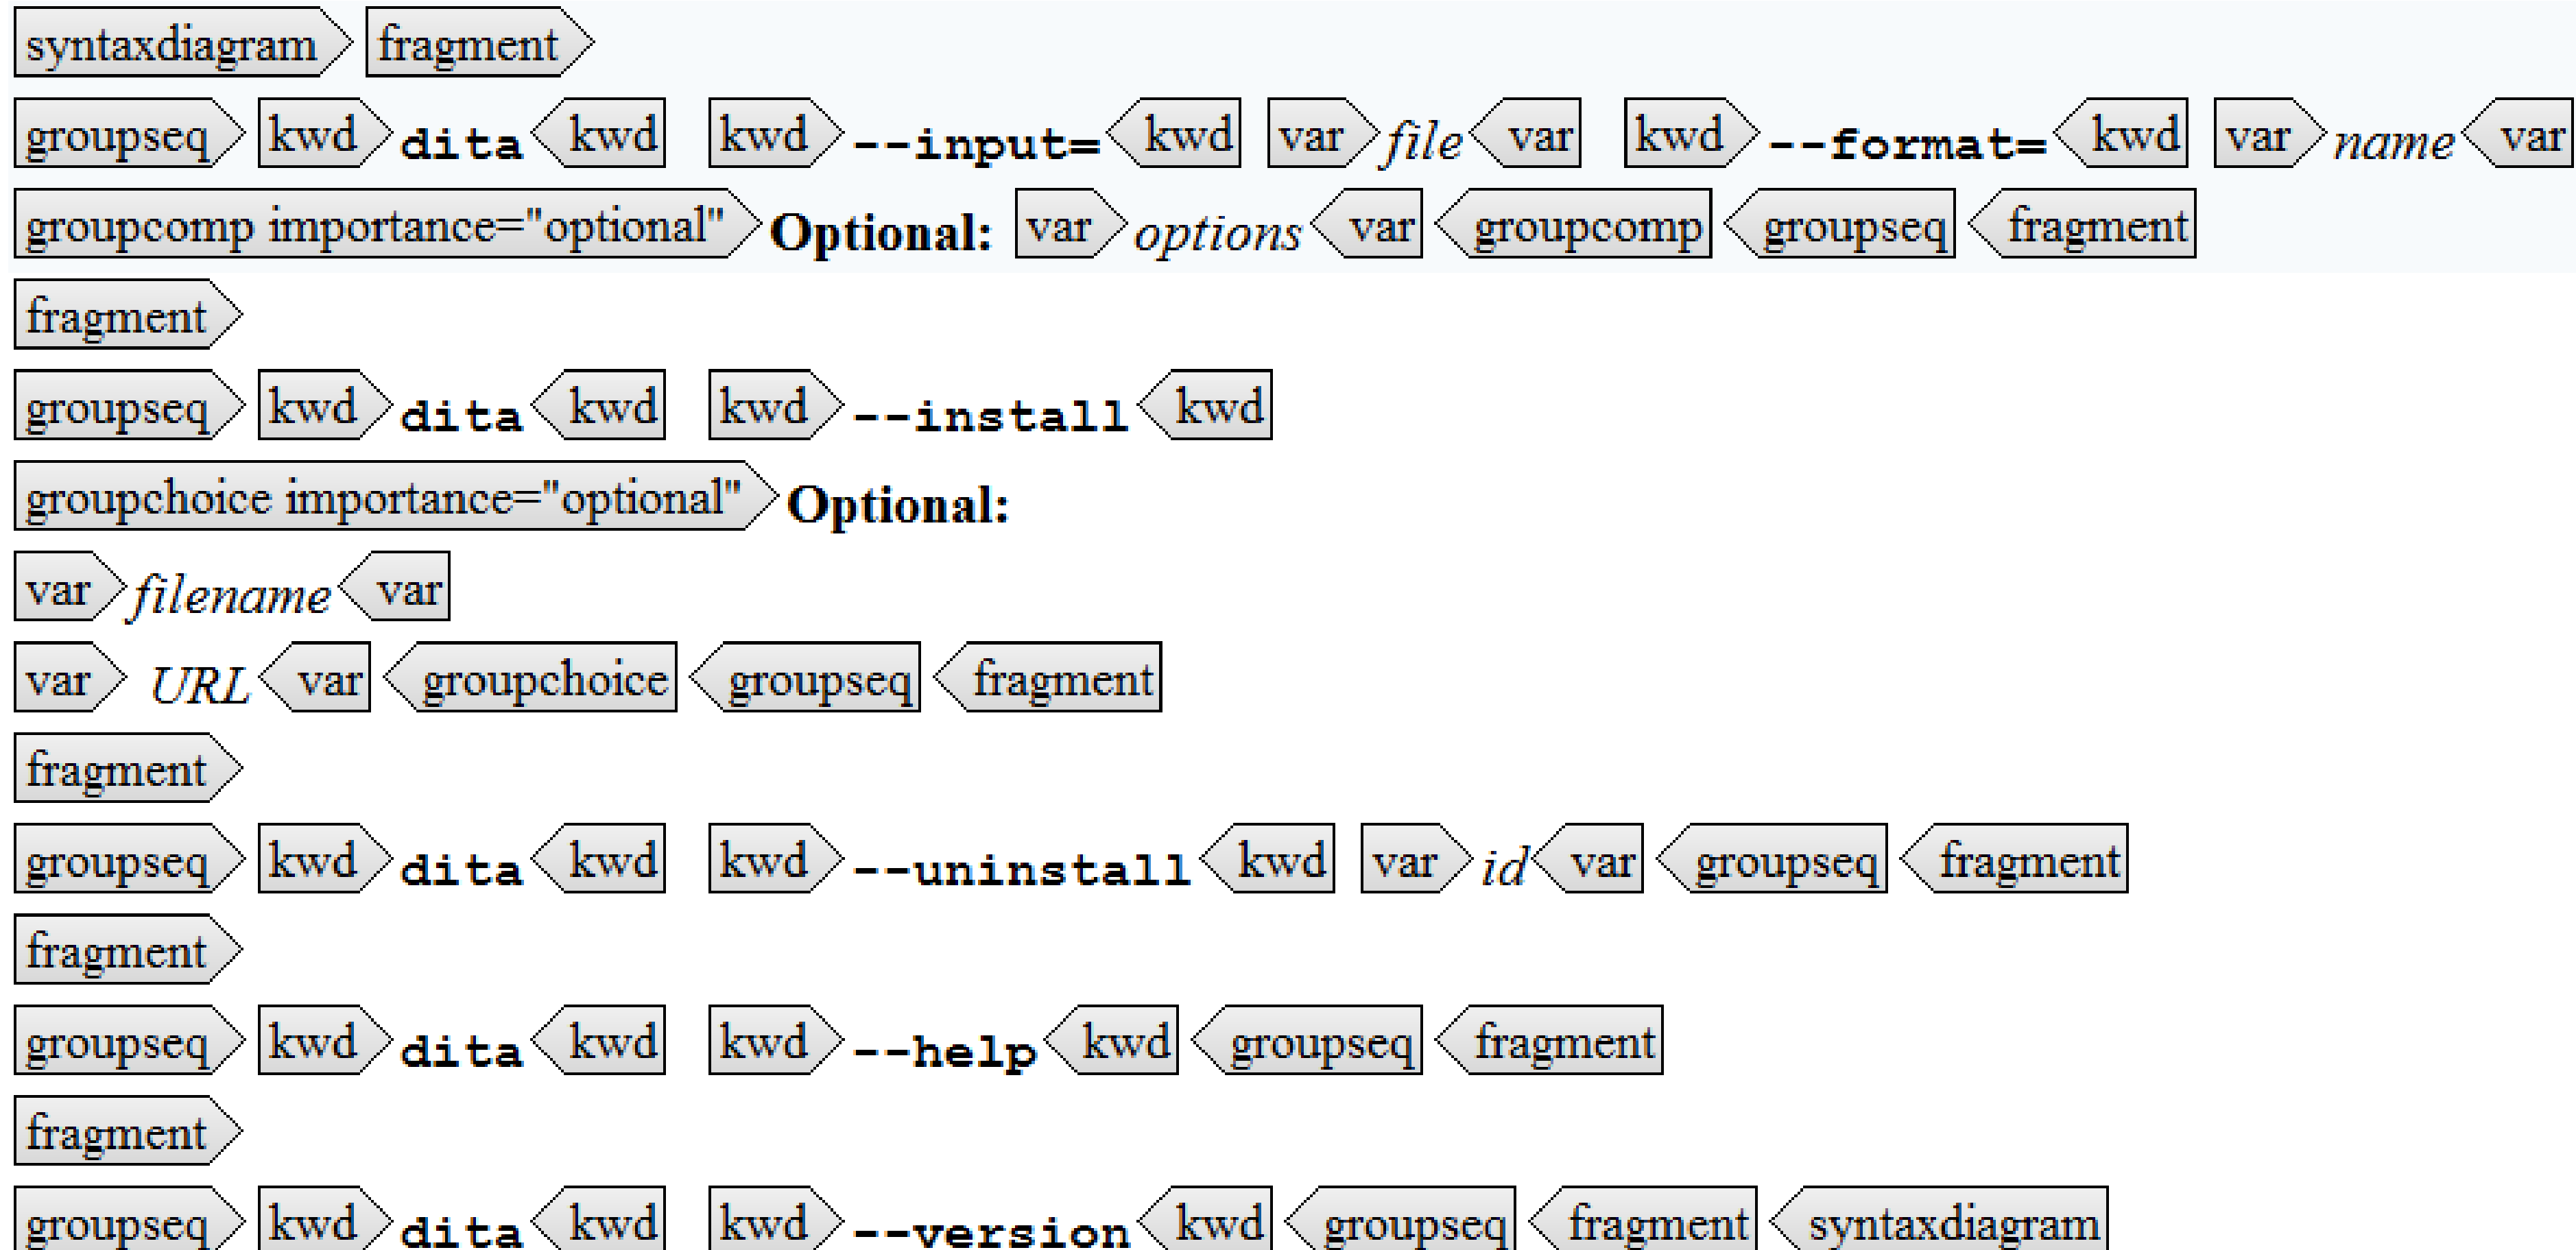 syntaxdiagram fragment
groupseq kwd dita kwd kwd --input= kwd var file var kwd --format= kwd var name var
groupcomp importance="optional" Optional: var options var groupcomp groupseq fragment
fragment
groupseq kwd dita kwd kwd --install kwd
groupchoice importance="optional" Optional:
var filename var
var URL var groupchoice groupseq fragment
fragment
groupseq kwd dita kwd kwd --uninstall kwd var id var groupseq fragment
fragment
groupseq kwd dita kwd kwd --help kwd groupseq fragment
fragment
groupseq kwd dita kwd kwd --version kwd groupseq fragment syntaxdiagram